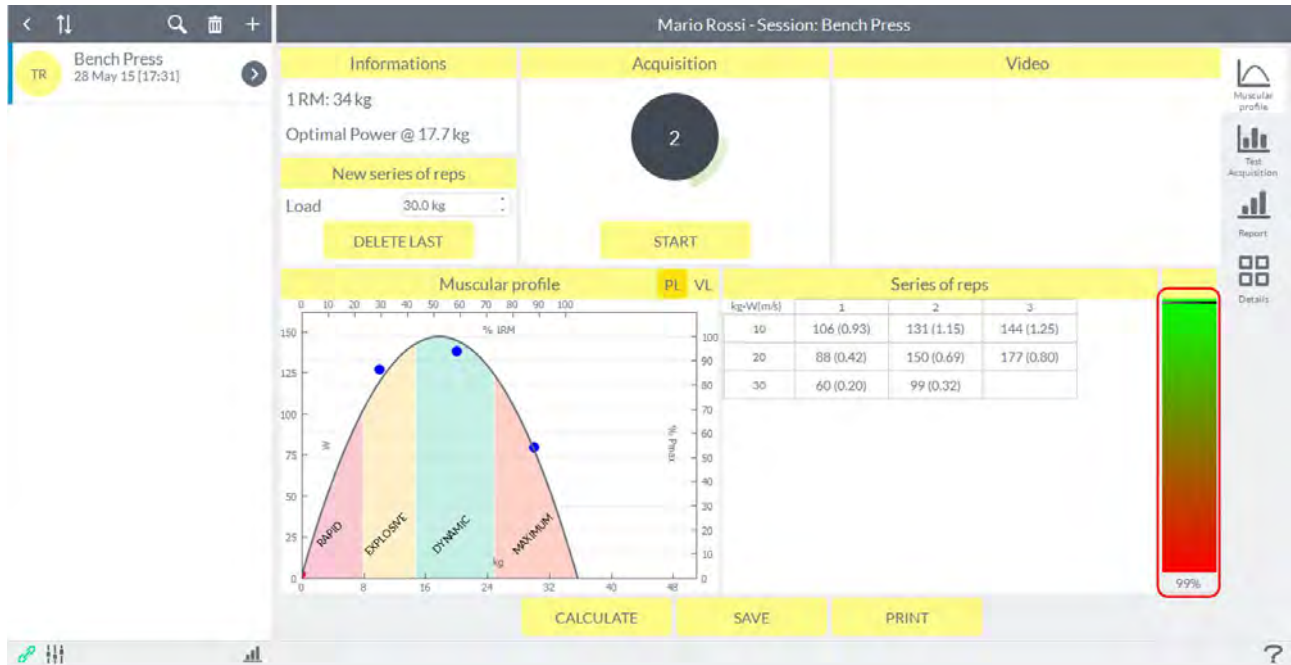 Mario Rossi - Session: Bench Press
TR
Bench Press
28 May 15 [17:31]
Informations
1 RM: 34 kg
Optimal Power @ 17.7 kg
New series of reps
Load 30.0 kg
DELETE LAST
Acquisition
2
START
Video
Muscular profile
Test Acquisition
Report
Details
Muscular profile PL VL
0 10 20 30 40 50 60 70 80 90 100
% 1RM
150
125
100
75
50
25
0
W
100
90
80
70
60
50
40
30
20
10
0
% Pmax
RAPID
EXPLOSIVE
DYNAMIC
MAXIMUM
kg
0 8 16 24 32 40 48
Series of reps
kg-W(m/s) 1 2 3
10 106 (0.93) 131 (1.15) 144 (1.25)
20 88 (0.42) 150 (0.69) 177 (0.80)
30 60 (0.20) 99 (0.32)
99%
CALCULATE SAVE PRINT
?